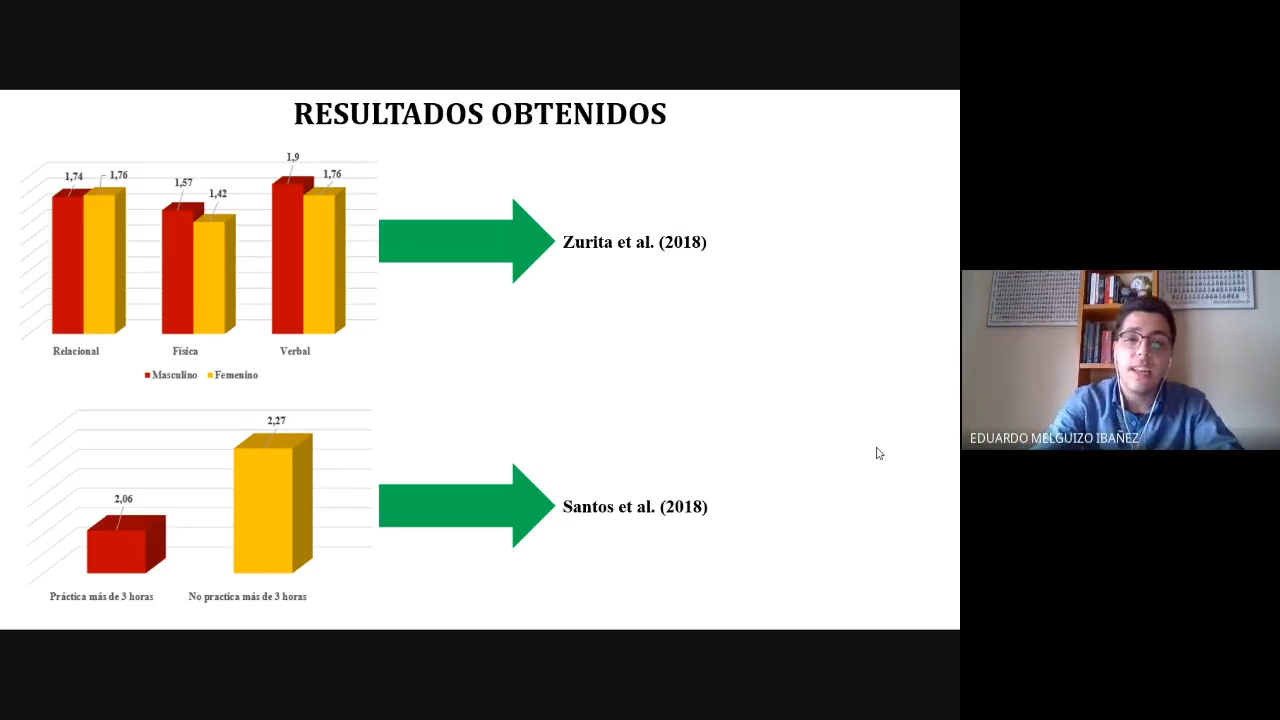 RESULTADOS OBTENIDOS
1,74
1,76
1,57
1,42
1,9
1,76
Relacional
Física
Verbal
Masculino
Femenino
Zurita et al. (2018)
2,06
2,27
Práctica más de 3 horas
No practica más de 3 horas
Santos et al. (2018)
EDUARDO MELGUIZO IBAÑEZ